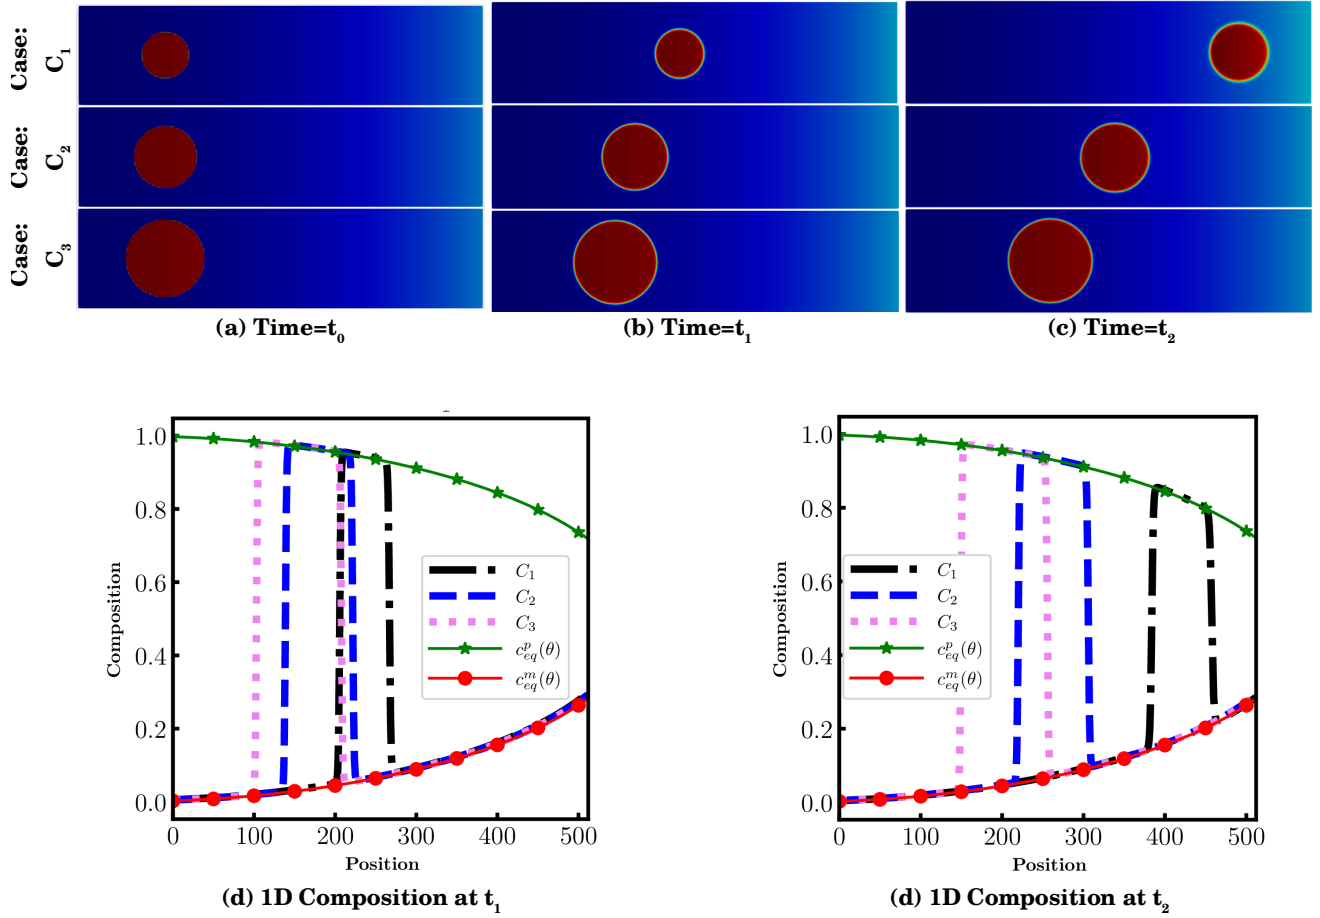 Case:
C1
Case:
C2
Case:
C3
(a) Time=t0
(b) Time=t1
(c) Time=t2
Composition
1.0
0.8
0.6
0.4
0.2
0.0
C1
C2
C3
c^p_eq(θ)
c^m_eq(θ)
0 100 200 300 400 500
Position
(d) 1D Composition at t1
Composition
1.0
0.8
0.6
0.4
0.2
0.0
C1
C2
C3
c^p_eq(θ)
c^m_eq(θ)
0 100 200 300 400 500
Position
(d) 1D Composition at t2